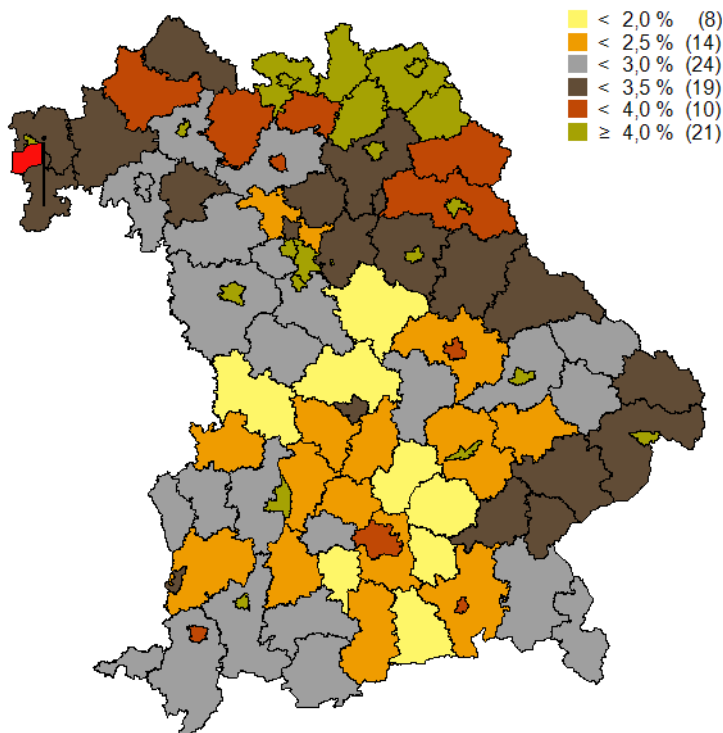 < 2,0 % (8)
< 2,5 % (14)
< 3,0 % (24)
< 3,5 % (19)
< 4,0 % (10)
≥ 4,0 % (21)